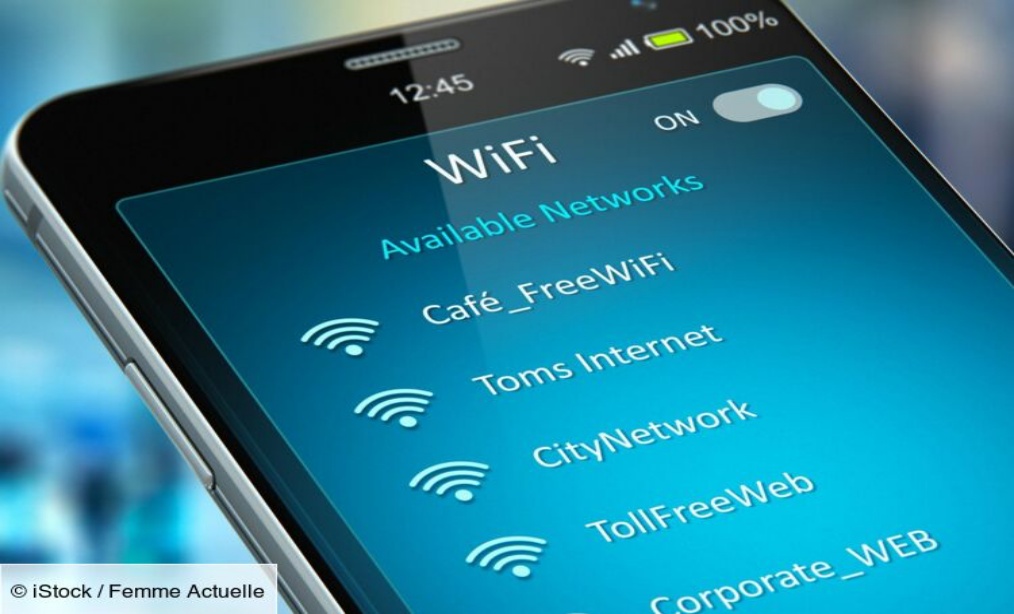 100%
12:45
ON
WiFi
Available Networks
Café_FreeWiFi
Toms Internet
CityNetwork
TollFreeWeb
Corporate_WEB
© iStock / Femme Actuelle